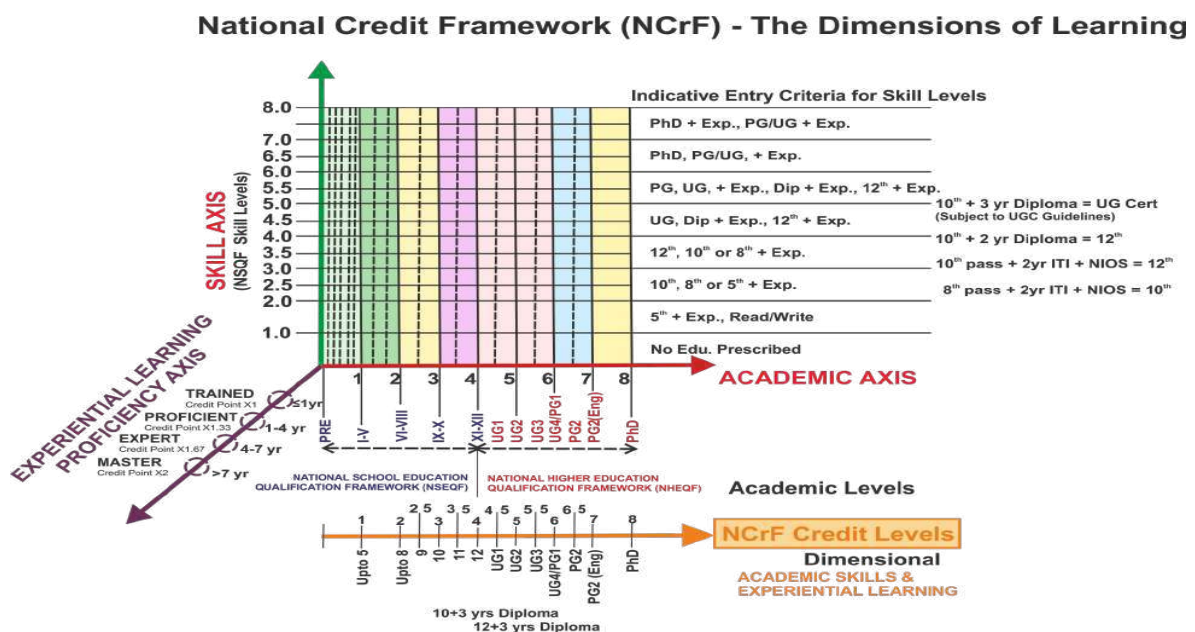 National Credit Framework (NCrF) - The Dimensions of Learning
Indicative Entry Criteria for Skill Levels
SKILL AXIS
(NSQF Skill Levels)
8.0
7.0
6.5
6.0
5.5
5.0
4.5
4.0
3.5
3.0
2.5
2.0
1.0
PhD + Exp., PG/UG + Exp.
PhD, PG/UG, + Exp.
PG, UG, + Exp., Dip + Exp., 12th + Exp.
UG, Dip + Exp., 12th + Exp.
12th, 10th or 8th + Exp.
10th, 8th or 5th + Exp.
5th + Exp., Read/Write
No Edu. Prescribed
10th + 3 yr Diploma = UG Cert
(Subject to UGC Guidelines)
10th + 2 yr Diploma = 12th
10th pass + 2yr ITI + NIOS = 12th
8th pass + 2yr ITI + NIOS = 10th
1 2 3 4 5 6 7 8
ACADEMIC AXIS
PRE I-V VI-VIII IX-X XI-XII UG1 UG2 UG3 UG4/PG1 PG2 PG2(Eng) PhD
EXPERIENTIAL LEARNING
PROFICIENCY AXIS
TRAINED
Credit Point X1
≤1yr
PROFICIENT
Credit Point X1.33
1-4 yr
EXPERT
Credit Point X1.67
4-7 yr
MASTER
Credit Point X2
>7 yr
NATIONAL SCHOOL EDUCATION
QUALIFICATION FRAMEWORK (NSEQF)
NATIONAL HIGHER EDUCATION
QUALIFICATION FRAMEWORK (NHEQF)
Academic Levels
1 2 2 5 3 3 5 4 4 5 5 5 5 6 6 5 7 8
Upto 5 Upto 8 9 10 11 12 UG1 UG2 UG3 UG4/PG1 PG2 PG2 (Eng) PhD
NCrF Credit Levels
Dimensional
ACADEMIC SKILLS &
EXPERIENTIAL LEARNING
10+3 yrs Diploma
12+3 yrs Diploma